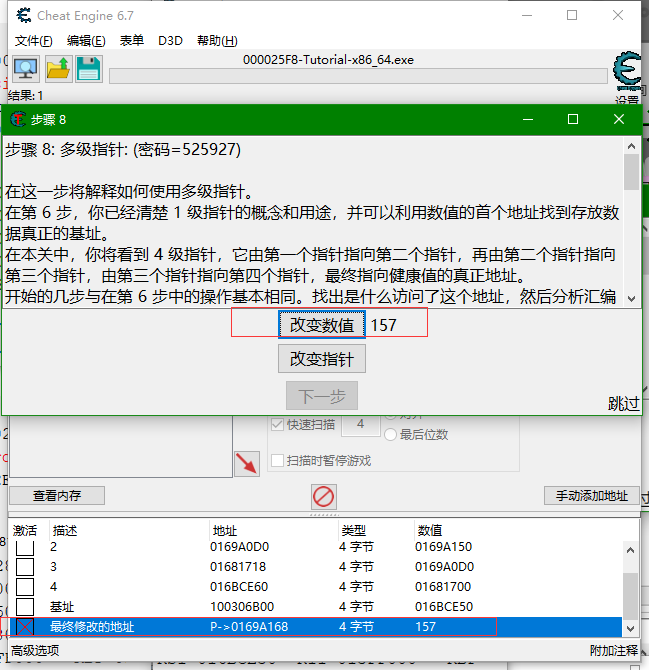 Cheat Engine 6.7
文件(F) 编辑(E) 表单 D3D 帮助(H)
000025F8-Tutorial-x86_64.exe
结果: 1
设置
步骤 8
步骤 8: 多级指针: (密码=525927)
在这一步将解释如何使用多级指针。
在第 6 步，你已经清楚 1 级指针的概念和用途，并可以利用数值的首个地址找到存放数
据真正的基址。
在本关中，你将看到 4 级指针，它由第一个指针指向第二个指针，再由第二个指针指向
第三个指针，由第三个指针指向第四个指针，最终指向健康值的真正地址。
开始的几步与在第 6 步中的操作基本相同。找出是什么访问了这个地址，然后分析汇编
改变数值 157
改变指针
下一步
跳过
快速扫描 4
最后位数
扫描时暂停游戏
查看内存 手动添加地址
激活 描述 地址 类型 数值
2 0169A0D0 4 字节 0169A150
3 01681718 4 字节 0169A0D0
4 016BCE60 4 字节 01681700
基址 100306B00 4 字节 016BCE50
最终修改的地址 P->0169A168 4 字节 157
高级选项 附加注释